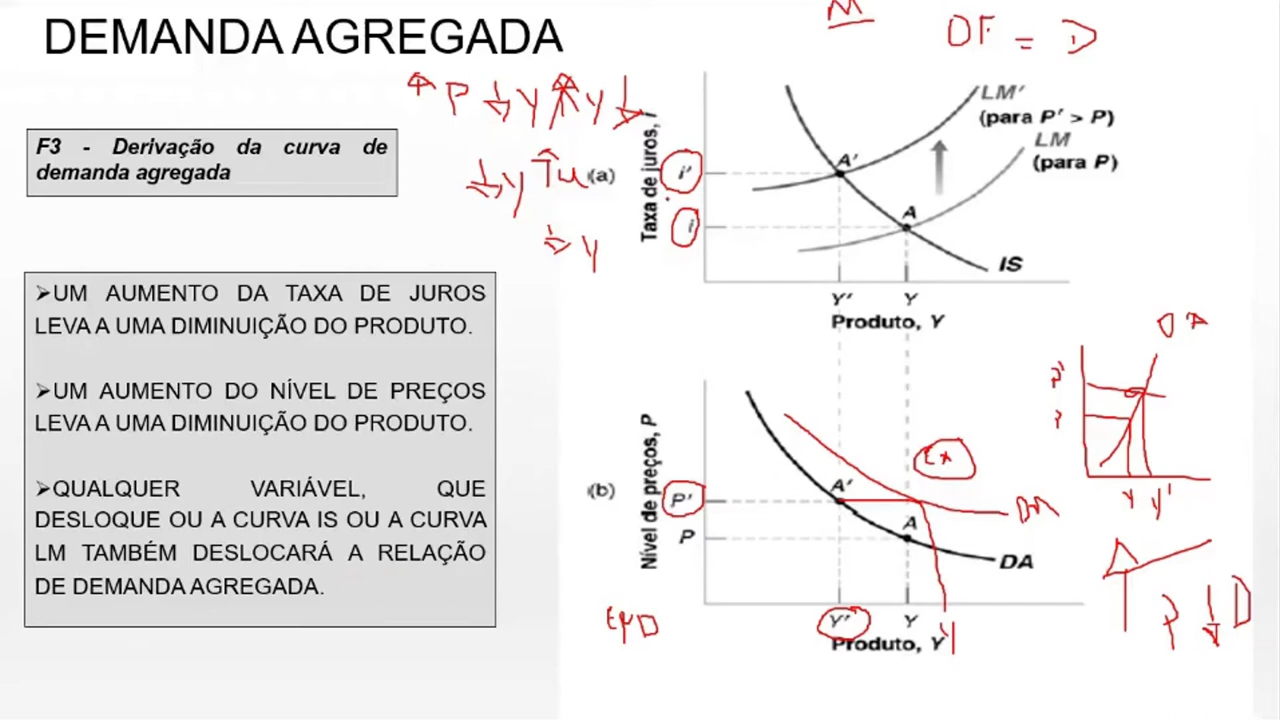 DEMANDA AGREGADA
M
OF = D
F3 - Derivação da curva de
demanda agregada
↑ P ↓ Y ↑ Y ↓
↓ Y ↑ u
↓ Y
➢UM AUMENTO DA TAXA DE JUROS
LEVA A UMA DIMINUIÇÃO DO PRODUTO.
➢UM AUMENTO DO NÍVEL DE PREÇOS
LEVA A UMA DIMINUIÇÃO DO PRODUTO.
➢QUALQUER VARIÁVEL, QUE
DESLOQUE OU A CURVA IS OU A CURVA
LM TAMBÉM DESLOCARÁ A RELAÇÃO
DE DEMANDA AGREGADA.
(a)
Taxa de juros, i
i'
i
LM'
(para P' > P)
LM
(para P)
A'
A
IS
Y' Y
Produto, Y
(b)
Nível de preços, P
P'
P
A'
A
Ex
DA
DA
Y' Y
Y
Produto, Y
OA
P'
P
Y Y'
P ↓ D